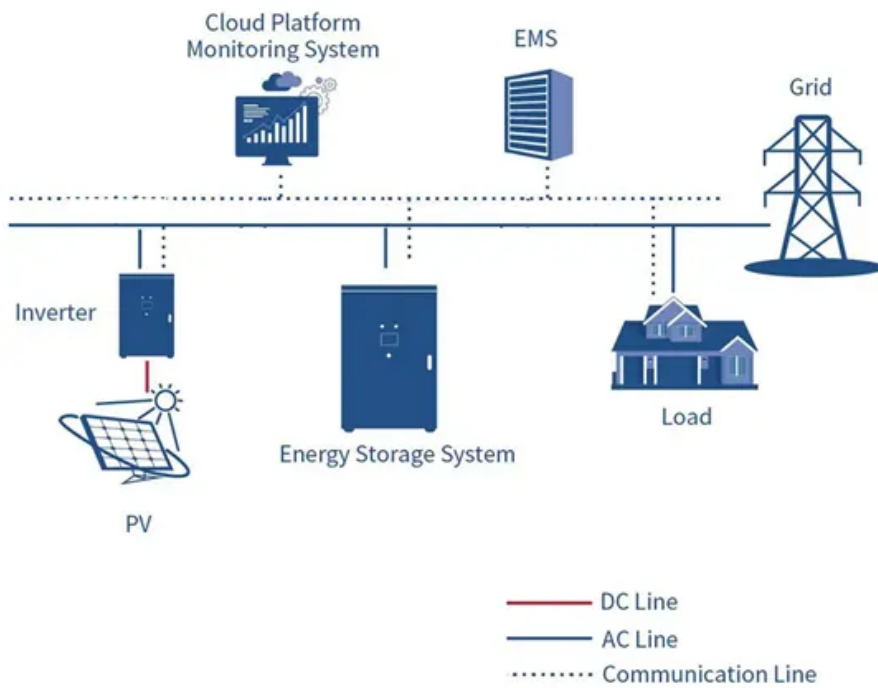 Cloud Platform
Monitoring System
EMS
Grid
Inverter
Energy Storage System
Load
PV
DC Line
AC Line
Communication Line